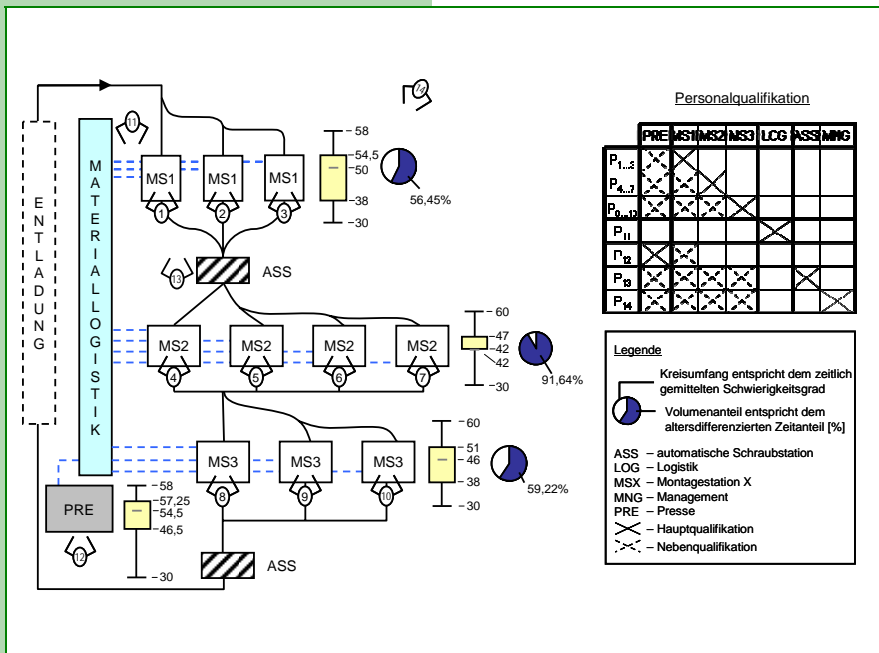 ENTLADUNG
MATERIALLOGISTIK
11
14
MS1
MS1
MS1
1
2
3
58
54,5
50
38
30
56,45%
13
ASS
MS2
MS2
MS2
MS2
4
5
6
7
60
47
42
42
30
91,64%
MS3
MS3
MS3
8
9
10
60
51
46
38
30
59,22%
PRE
12
58
57,25
54,5
46,5
30
ASS
Personalqualifikation
PRE MS1 MS2 MS3 LCG ASS MNG
P1...3
P4...7
P11
P12
P13
P14
Legende
Kreisumfang entspricht dem zeitlich
gemittelten Schwierigkeitsgrad
Volumenanteil entspricht dem
altersdifferenzierten Zeitanteil [%]
ASS – automatische Schraubstation
LOG – Logistik
MSX – Montagestation X
MNG – Management
PRE – Presse
– Hauptqualifikation
– Nebenqualifikation